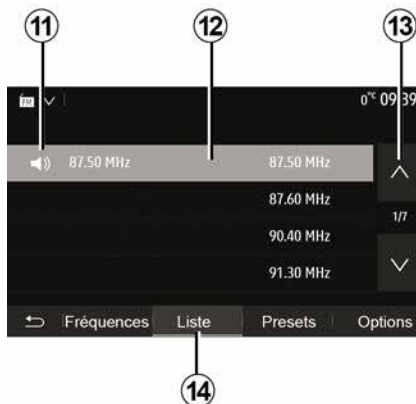 11 12 13
FM 0°C 09:39
87.50 MHz 87.50 MHz
87.60 MHz
1/7
90.40 MHz
91.30 MHz
Fréquences Liste Presets Options
14